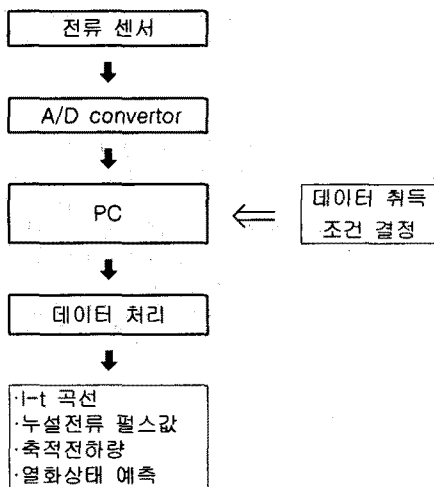 전류 센서
A/D convertor
PC
데이터 취득
조건 결정
데이터 처리
·I-t 곡선
·누설전류 펄스값
·축적전하량
·열화상태 예측